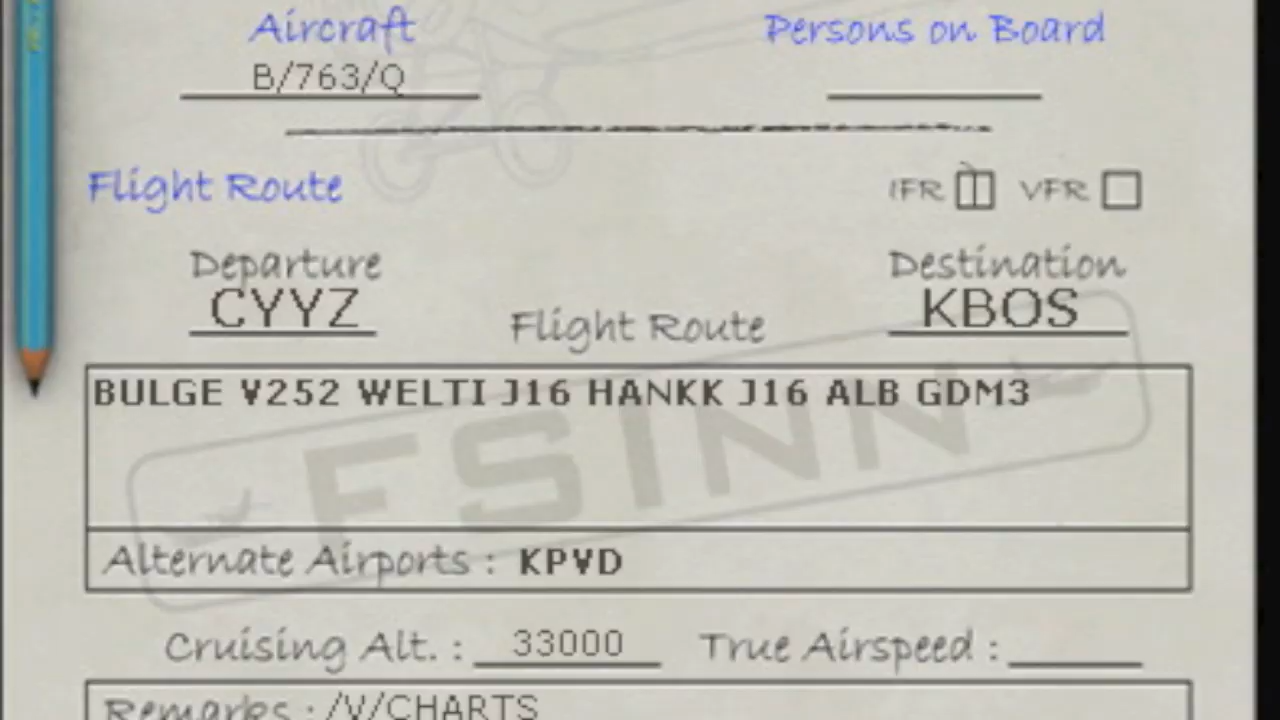 Aircraft Persons on Board
B/763/Q
Flight Route IFR VFR
Departure Destination
CYYZ Flight Route KBOS
BULGE V252 WELTI J16 HANKK J16 ALB GDM3
FSINN
Alternate Airports : KPVD
Cruising Alt. : 33000 True Airspeed :
Remarks : /V/CHARTS